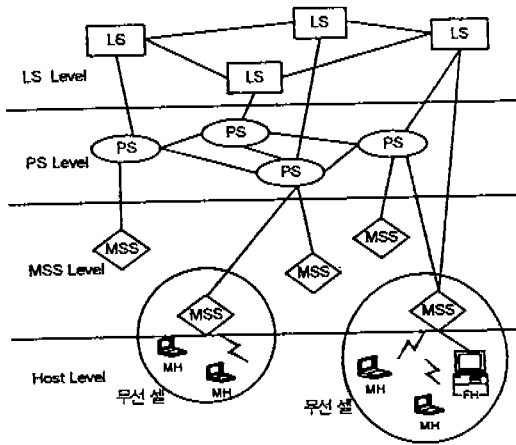 LS
LS
LS
LS
LS Level
PS
PS
PS
PS
PS Level
MSS
MSS
MSS
MSS Level
MSS
MSS
MH
MH
Host Level
무선 셀
MH
FH
MH
무선 셀